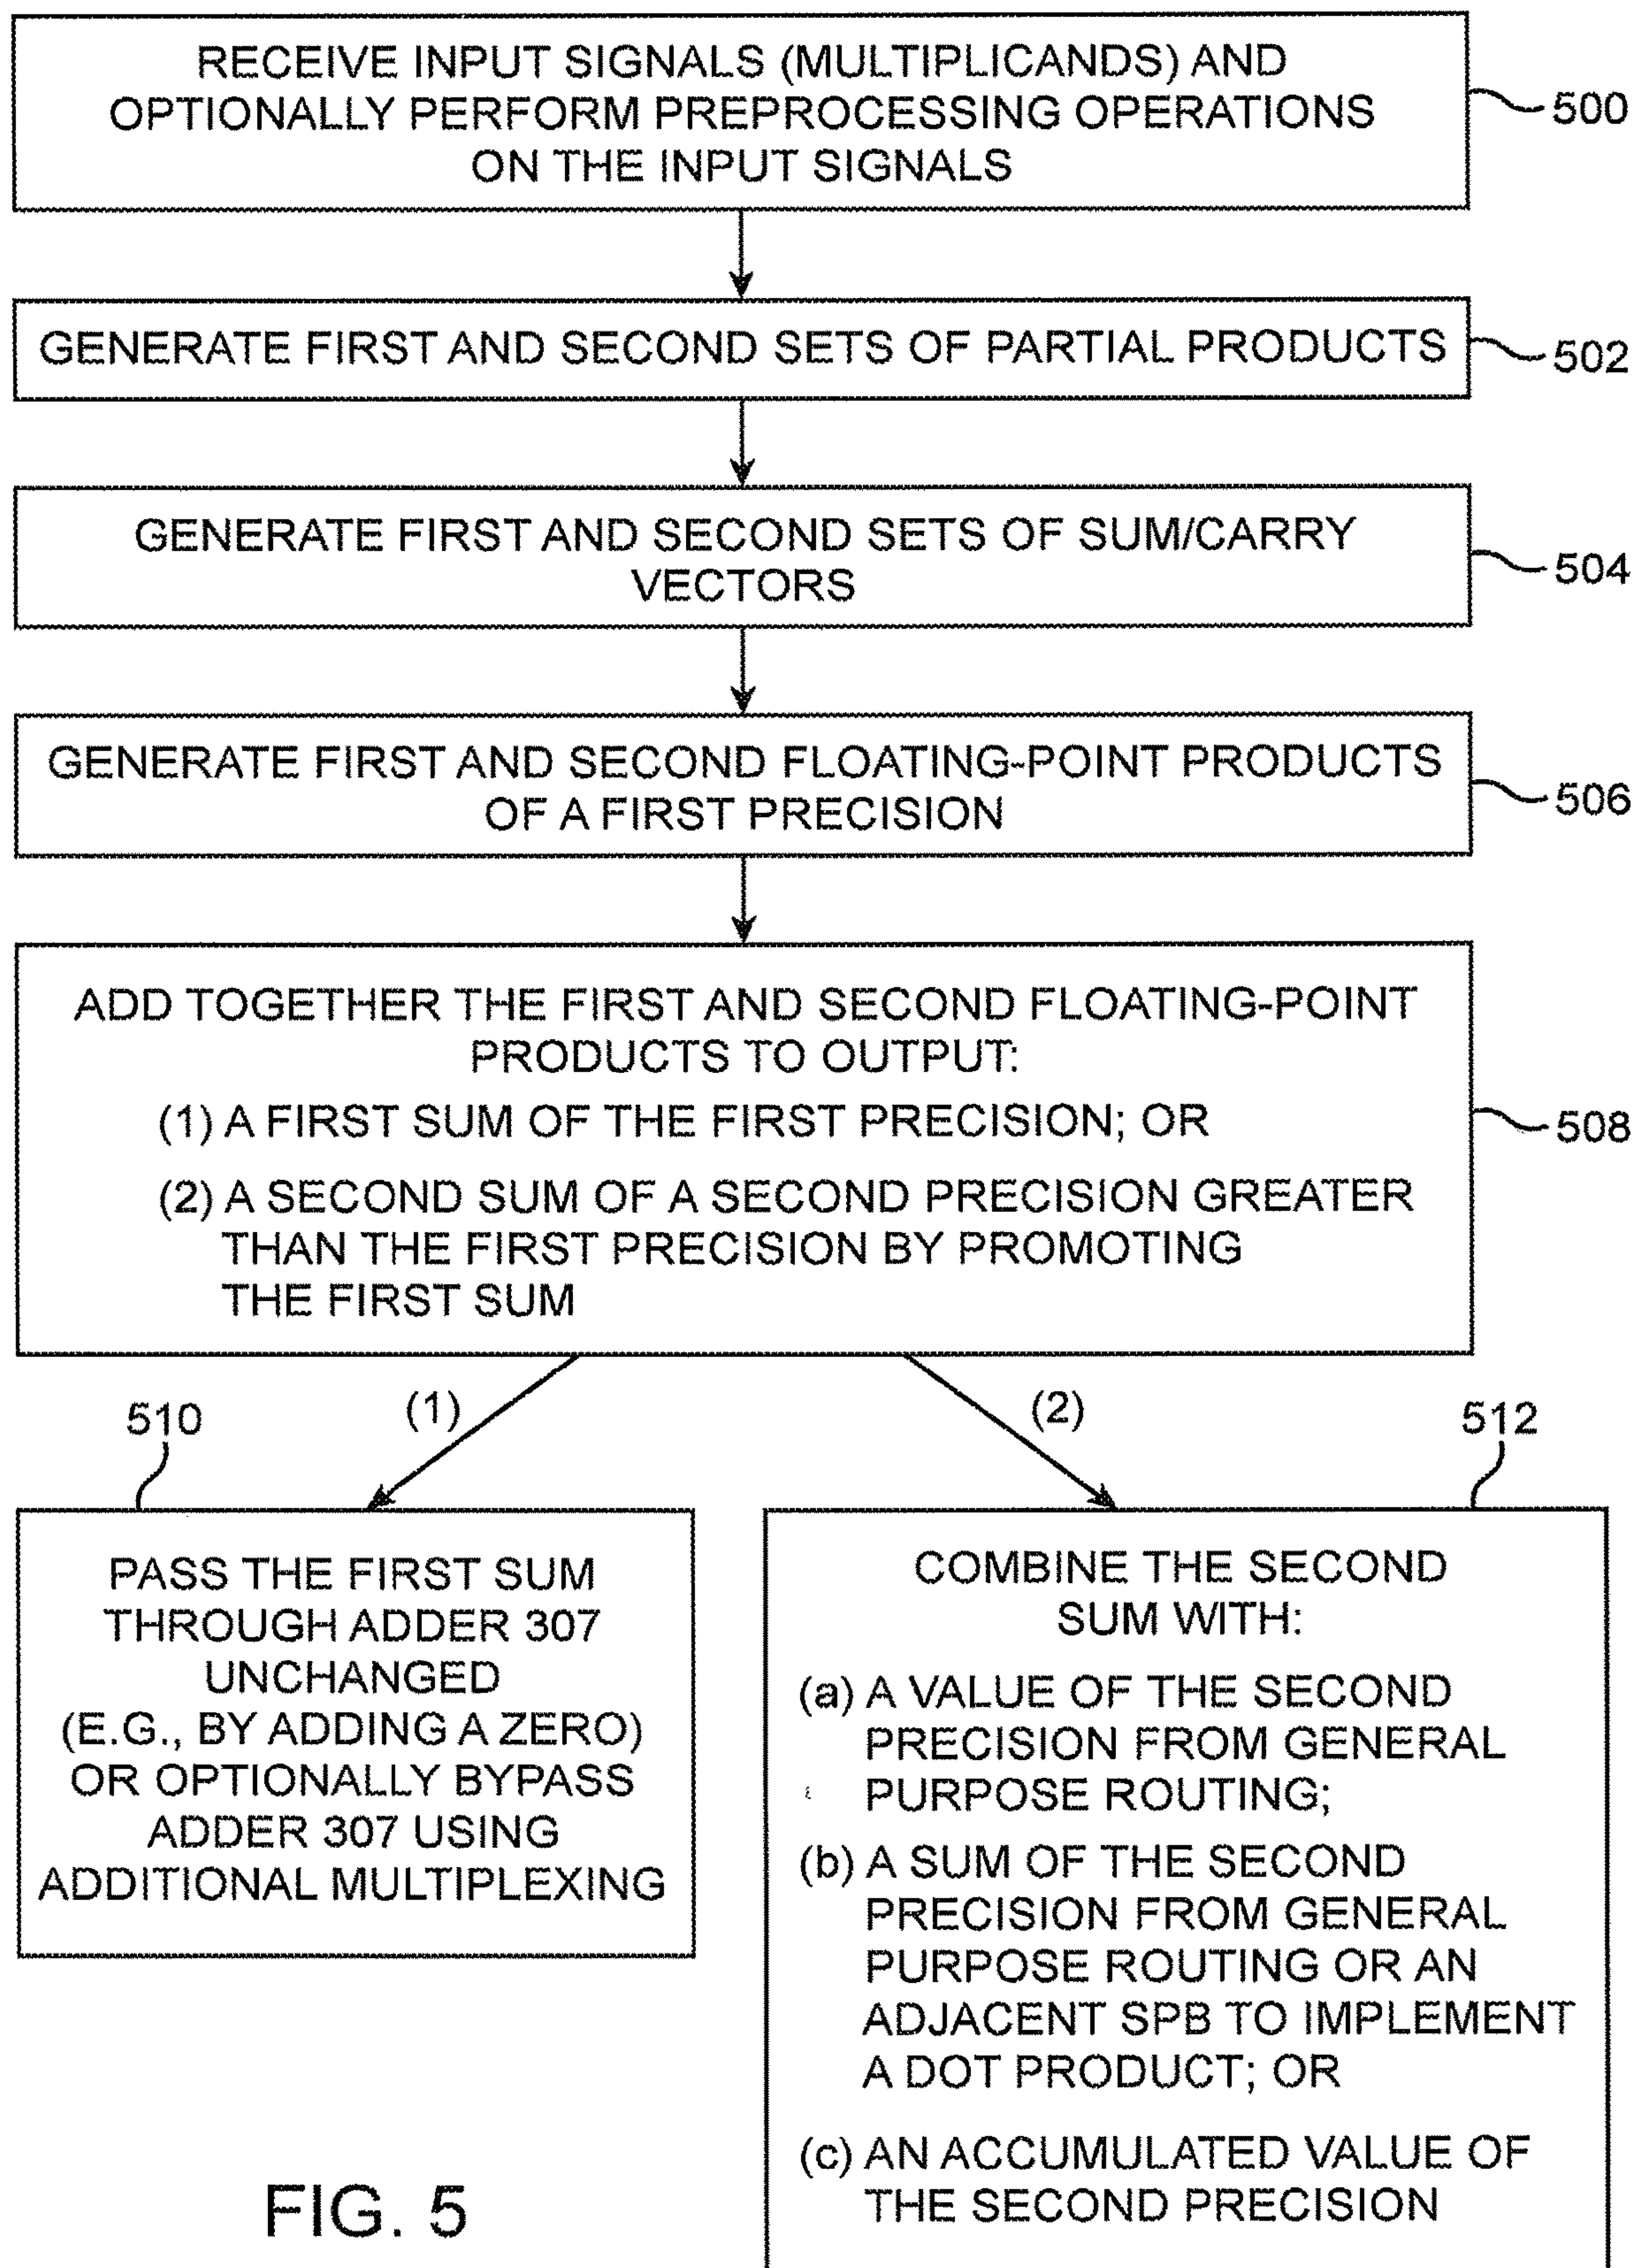 RECEIVE INPUT SIGNALS (MULTIPLICANDS) AND
OPTIONALLY PERFORM PREPROCESSING OPERATIONS
ON THE INPUT SIGNALS
500
GENERATE FIRST AND SECOND SETS OF PARTIAL PRODUCTS
502
GENERATE FIRST AND SECOND SETS OF SUM/CARRY
VECTORS
504
GENERATE FIRST AND SECOND FLOATING-POINT PRODUCTS
OF A FIRST PRECISION
506
ADD TOGETHER THE FIRST AND SECOND FLOATING-POINT
PRODUCTS TO OUTPUT:
(1) A FIRST SUM OF THE FIRST PRECISION; OR
(2) A SECOND SUM OF A SECOND PRECISION GREATER
THAN THE FIRST PRECISION BY PROMOTING
THE FIRST SUM
508
(1)
(2)
510
PASS THE FIRST SUM
THROUGH ADDER 307
UNCHANGED
(E.G., BY ADDING A ZERO)
OR OPTIONALLY BYPASS
ADDER 307 USING
ADDITIONAL MULTIPLEXING
512
COMBINE THE SECOND
SUM WITH:
(a) A VALUE OF THE SECOND
PRECISION FROM GENERAL
PURPOSE ROUTING;
(b) A SUM OF THE SECOND
PRECISION FROM GENERAL
PURPOSE ROUTING OR AN
ADJACENT SPB TO IMPLEMENT
A DOT PRODUCT; OR
(c) AN ACCUMULATED VALUE OF
THE SECOND PRECISION
FIG. 5